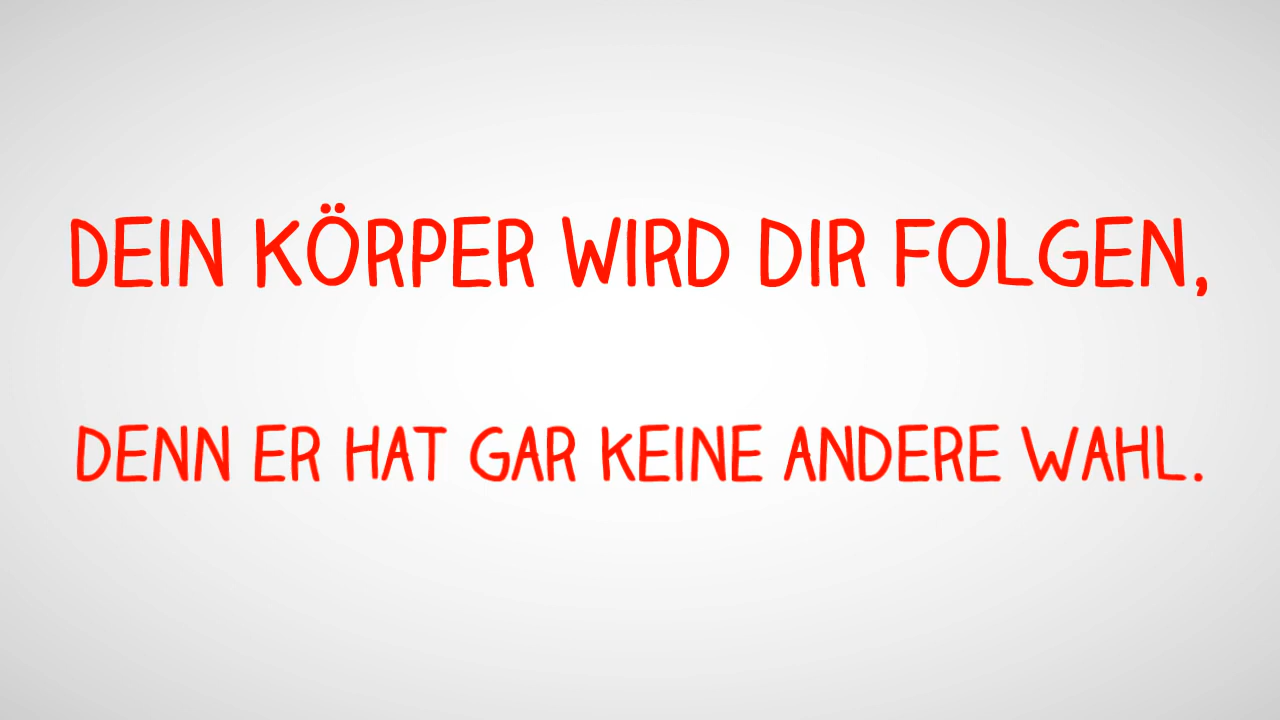 DEIN KÖRPER WIRD DIR FOLGEN,
DENN ER HAT GAR KEINE ANDERE WAHL.